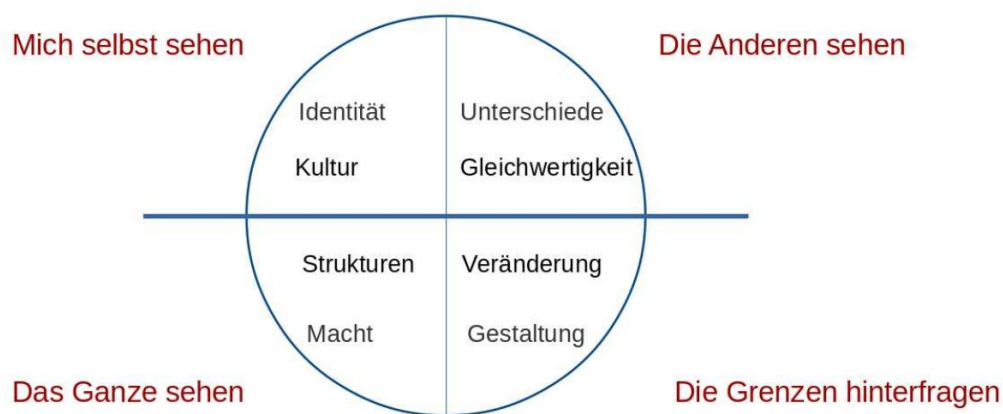 Mich selbst sehen
Die Anderen sehen
Identität
Unterschiede
Kultur
Gleichwertigkeit
Strukturen
Veränderung
Macht
Gestaltung
Das Ganze sehen
Die Grenzen hinterfragen